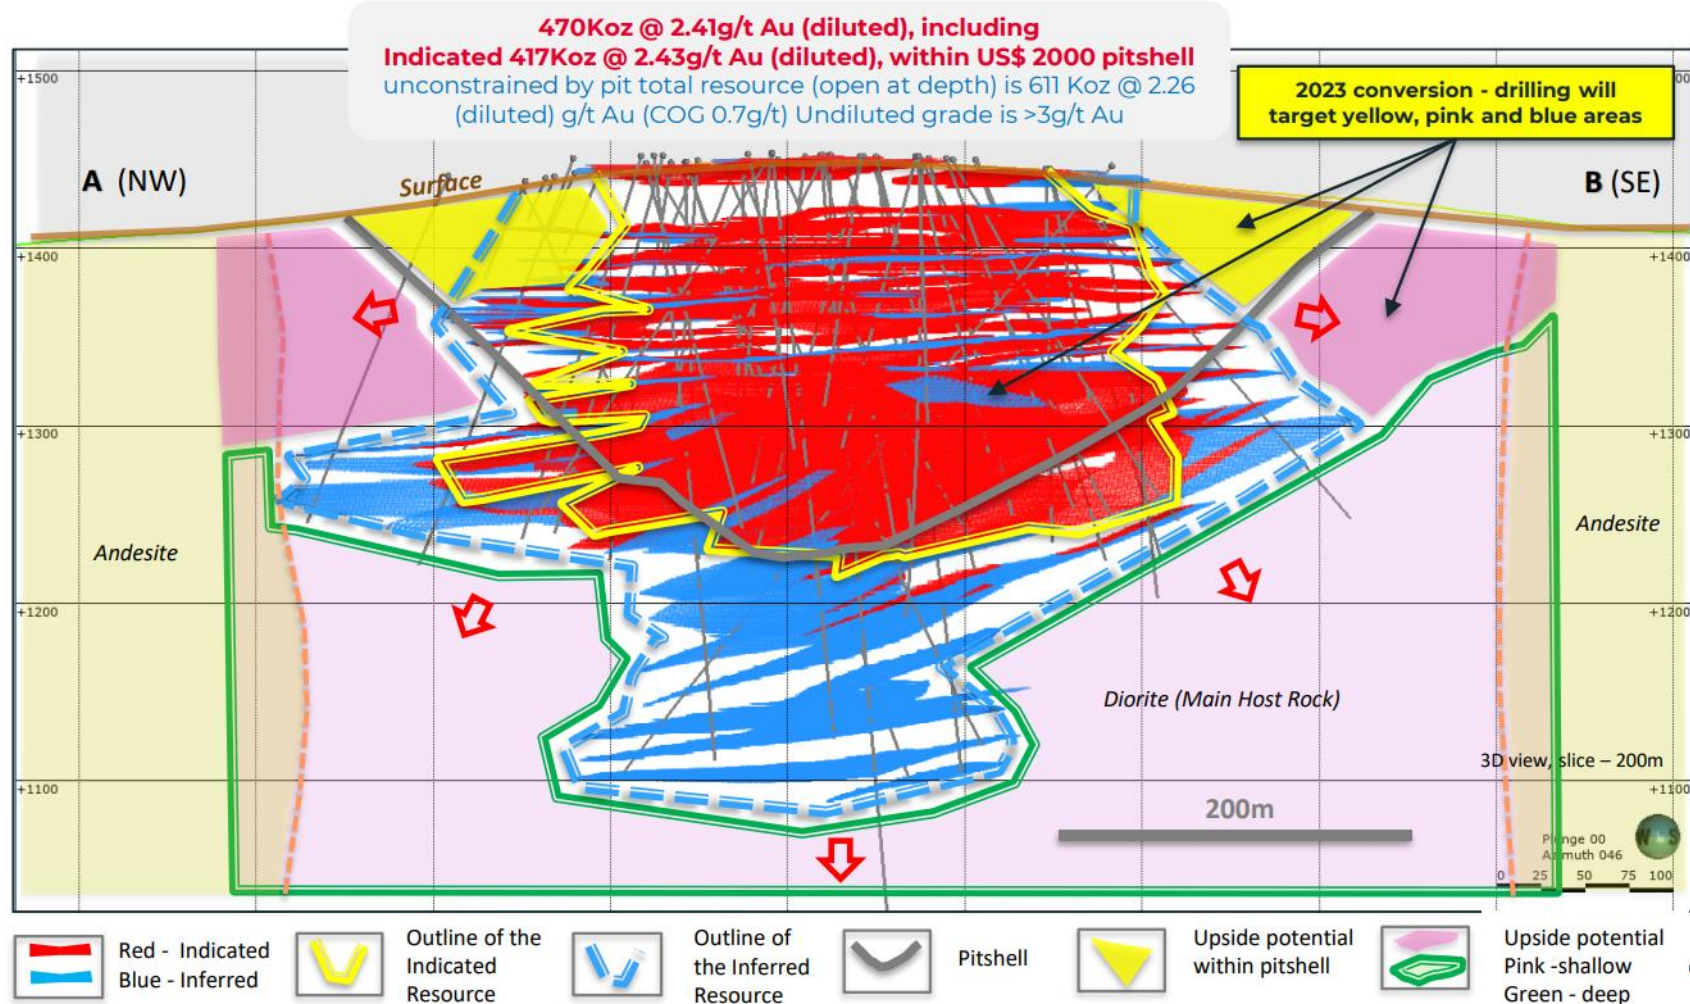 470Koz @ 2.41g/t Au (diluted), including
Indicated 417Koz @ 2.43g/t Au (diluted), within US$ 2000 pitshell
unconstrained by pit total resource (open at depth) is 611 Koz @ 2.26
(diluted) g/t Au (COG 0.7g/t) Undiluted grade is >3g/t Au
+1500
2023 conversion - drilling will
target yellow, pink and blue areas
A (NW)
Surface
B (SE)
+1400
+1400
+1300
+1300
Andesite
Andesite
+1200
+1200
Diorite (Main Host Rock)
3D view, slice – 200m
+1100
+1100
200m
Plunge 00
Azimuth 046
0 25 50 75 100
Red - Indicated
Blue - Inferred
Outline of the
Indicated
Resource
Outline of
the Inferred
Resource
Pitshell
Upside potential
within pitshell
Upside potential
Pink -shallow
Green - deep